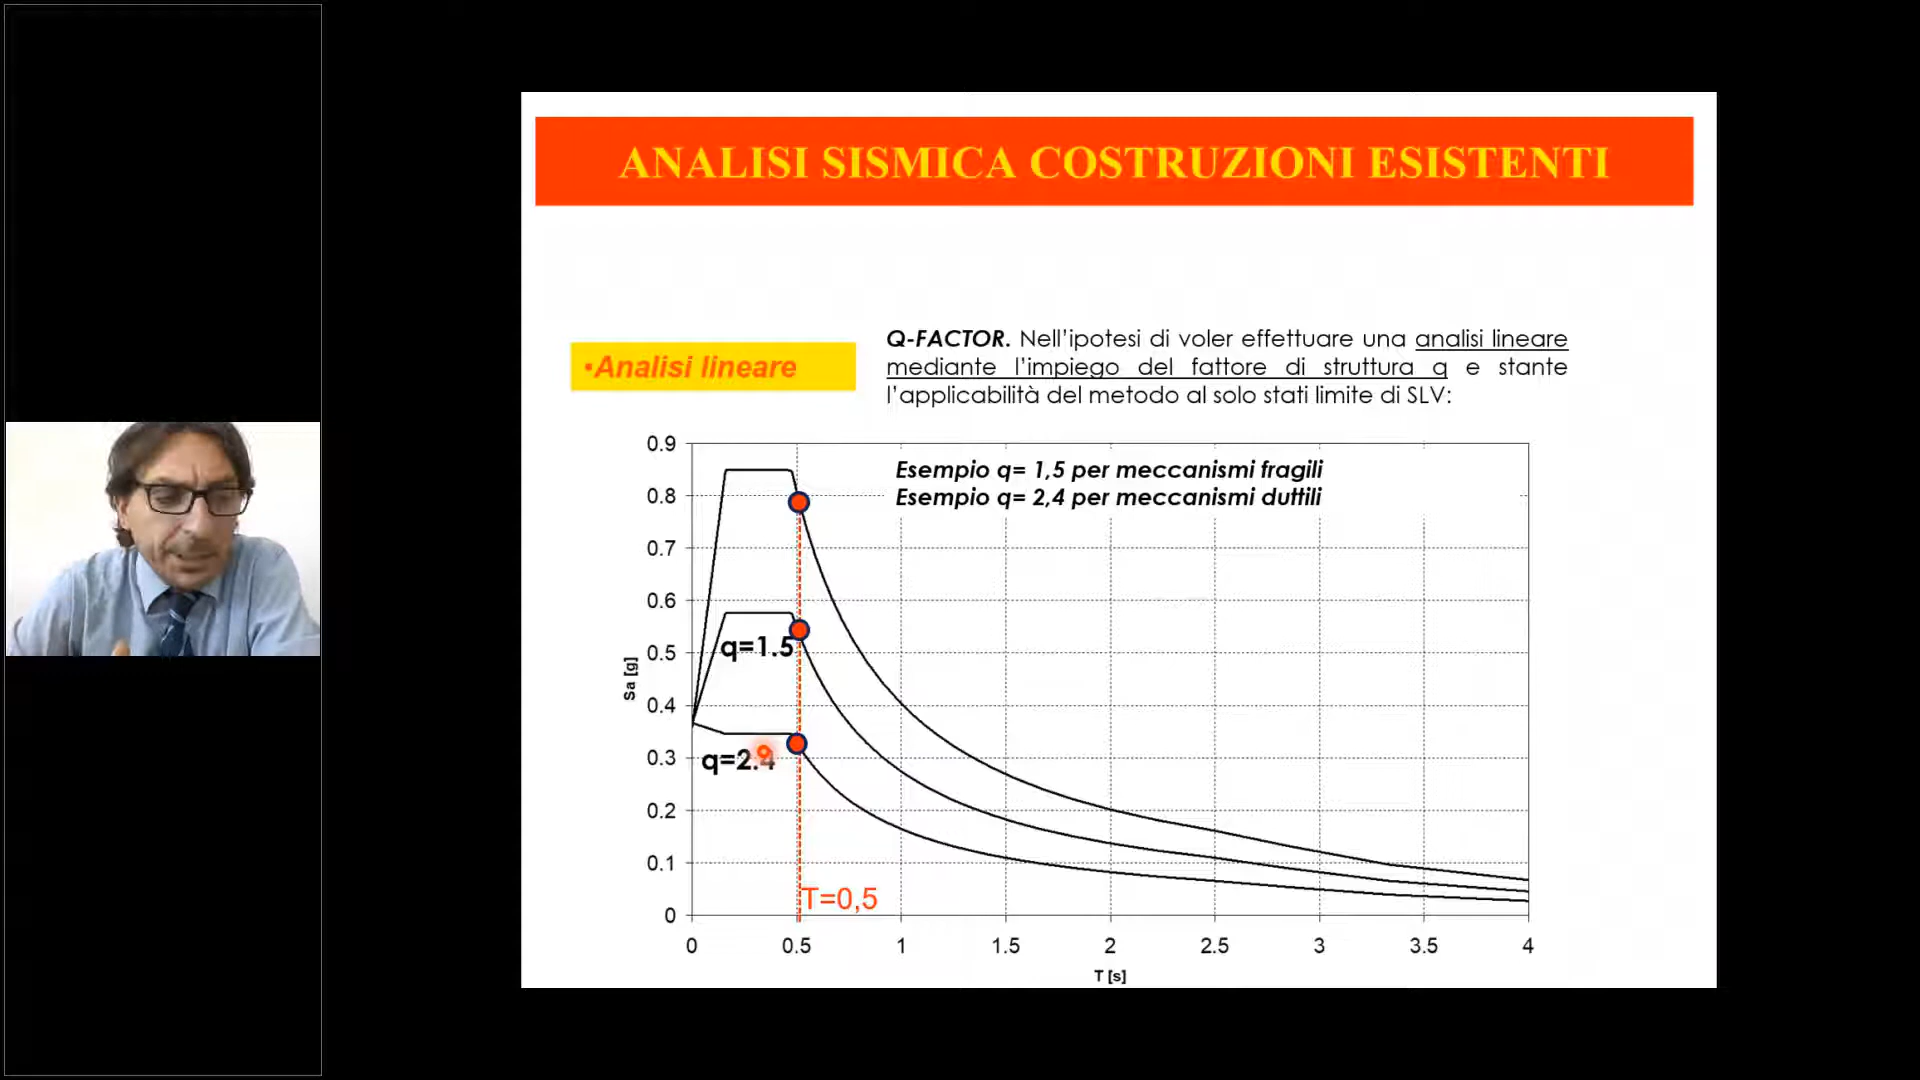 ANALISI SISMICA COSTRUZIONI ESISTENTI
•Analisi lineare
Q-FACTOR. Nell'ipotesi di voler effettuare una analisi lineare
mediante l'impiego del fattore di struttura q e stante
l'applicabilità del metodo al solo stati limite di SLV:
Esempio q= 1,5 per meccanismi fragili
Esempio q= 2,4 per meccanismi duttili
0.9
0.8
0.7
0.6
0.5
0.4
0.3
0.2
0.1
0
Sa [g]
q=1.5
q=2.4
T=0,5
0 0.5 1 1.5 2 2.5 3 3.5 4
T [s]